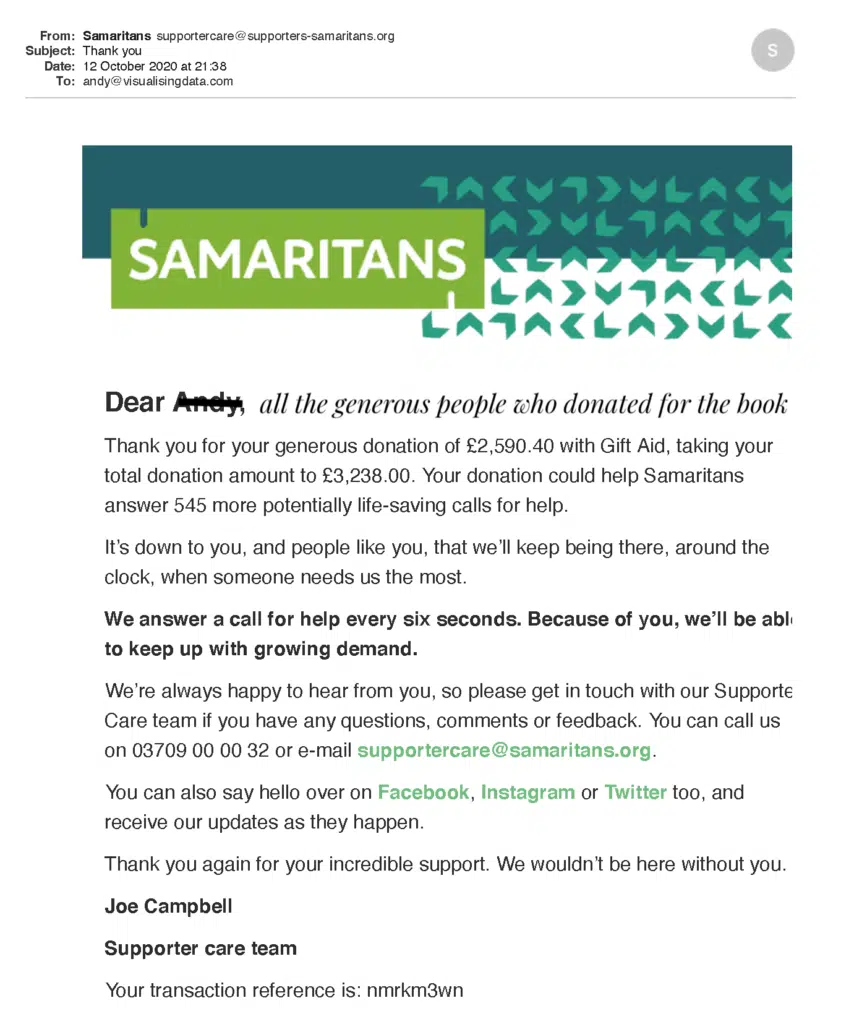 From: Samaritans supportercare@supporters-samaritans.org
Subject: Thank you
Date: 12 October 2020 at 21:38
To: andy@visualisingdata.com
S
SAMARITANS
Dear Andy, all the generous people who donated for the book
Thank you for your generous donation of £2,590.40 with Gift Aid, taking your
total donation amount to £3,238.00. Your donation could help Samaritans
answer 545 more potentially life-saving calls for help.
It's down to you, and people like you, that we'll keep being there, around the
clock, when someone needs us the most.
We answer a call for help every six seconds. Because of you, we'll be abl
to keep up with growing demand.
We're always happy to hear from you, so please get in touch with our Supporte
Care team if you have any questions, comments or feedback. You can call us
on 03709 00 00 32 or e-mail supportercare@samaritans.org.
You can also say hello over on Facebook, Instagram or Twitter too, and
receive our updates as they happen.
Thank you again for your incredible support. We wouldn't be here without you.
Joe Campbell
Supporter care team
Your transaction reference is: nmrkm3wn